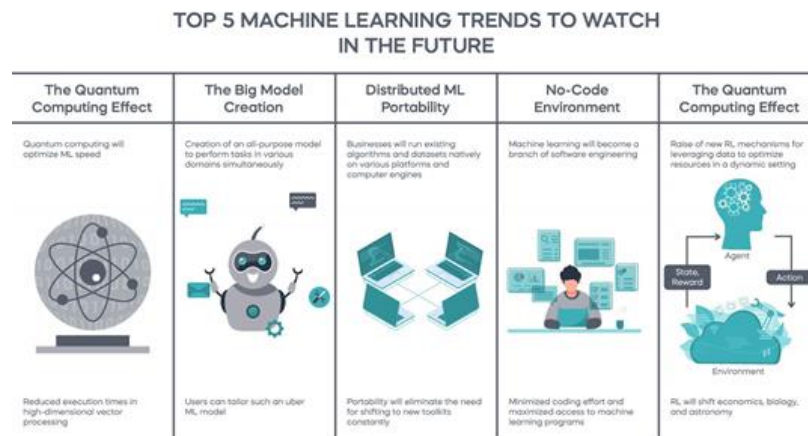 TOP 5 MACHINE LEARNING TRENDS TO WATCH
IN THE FUTURE
The Quantum
Computing Effect
Quantum computing will
optimize ML speed
Reduced execution times in
high-dimensional vector
processing
The Big Model
Creation
Creation of an all-purpose model
to perform tasks in various
domains simultaneously
Users can tailor such an uber
ML model
Distributed ML
Portability
Businesses will run existing
algorithms and datasets natively
on various platforms and
computer engines
Portability will eliminate the need
for shifting to new toolkits
constantly
No-Code
Environment
Machine learning will become a
branch of software engineering
Minimized coding effort and
maximized access to machine
learning programs
The Quantum
Computing Effect
Raise of new RL mechanisms for
leveraging data to optimize
resources in a dynamic setting
Agent
State,
Reward
Action
Environment
RL will shift economics, biology,
and astronomy